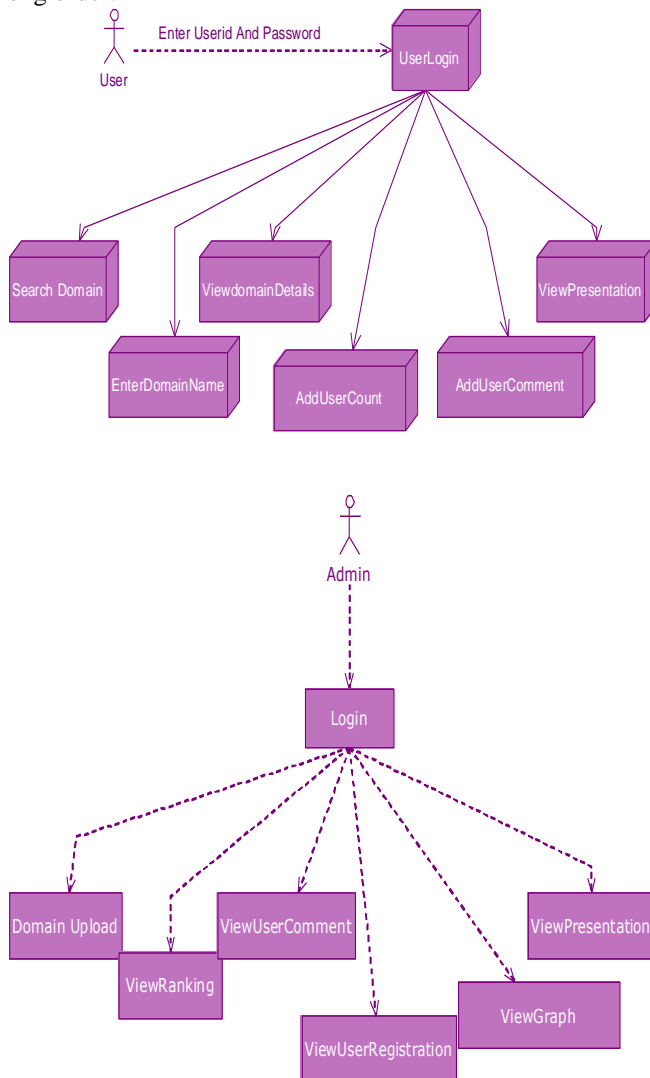 Enter Userid And Password
UserLogin
User
Search Domain
ViewdomainDetails
ViewPresentation
EnterDomainName
AddUserCount
AddUserComment
Admin
Login
Domain Upload
ViewUserComment
ViewPresentation
ViewRanking
ViewGraph
ViewUserRegistration